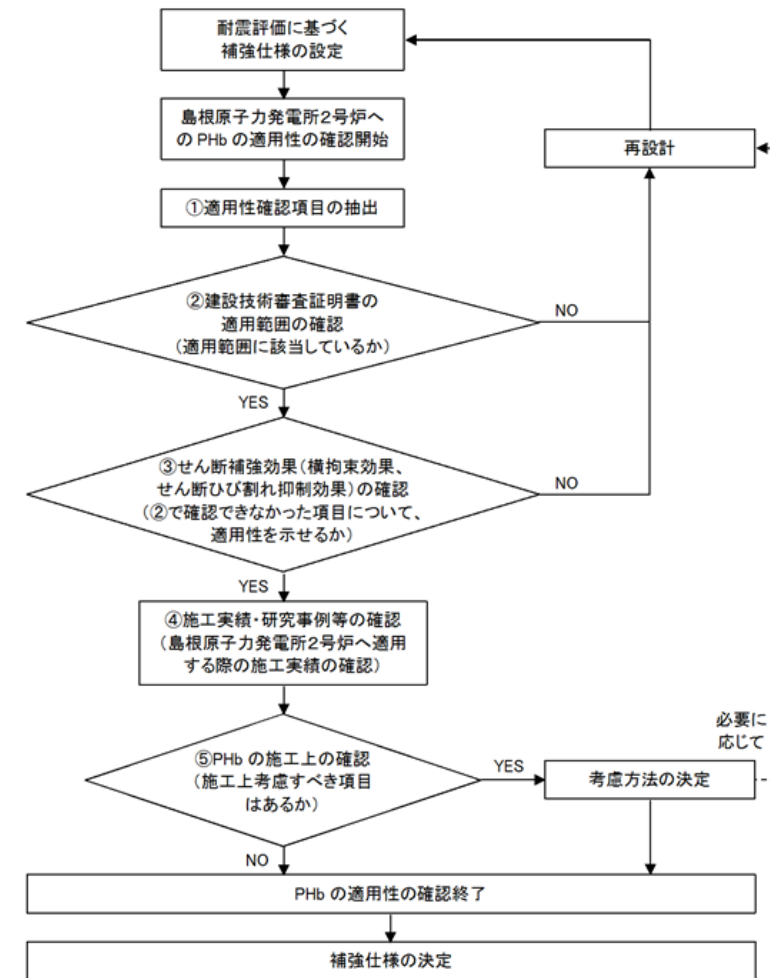 耐震評価に基づく
補強仕様の設定
島根原子力発電所2号炉へ
の PHb の適用性の確認開始
再設計
①適用性確認項目の抽出
②建設技術審査証明書の
適用範囲の確認
(適用範囲に該当しているか)
NO
YES
③せん断補強効果(横拘束効果、
せん断ひび割れ抑制効果)の確認
(②で確認できなかった項目について、
適用性を示せるか)
NO
YES
④施工実績・研究事例等の確認
(島根原子力発電所2号炉へ適用
する際の施工実績の確認)
必要に
応じて
⑤PHb の施工上の確認
(施工上考慮すべき項目
はあるか)
YES
考慮方法の決定
NO
PHb の適用性の確認終了
補強仕様の決定